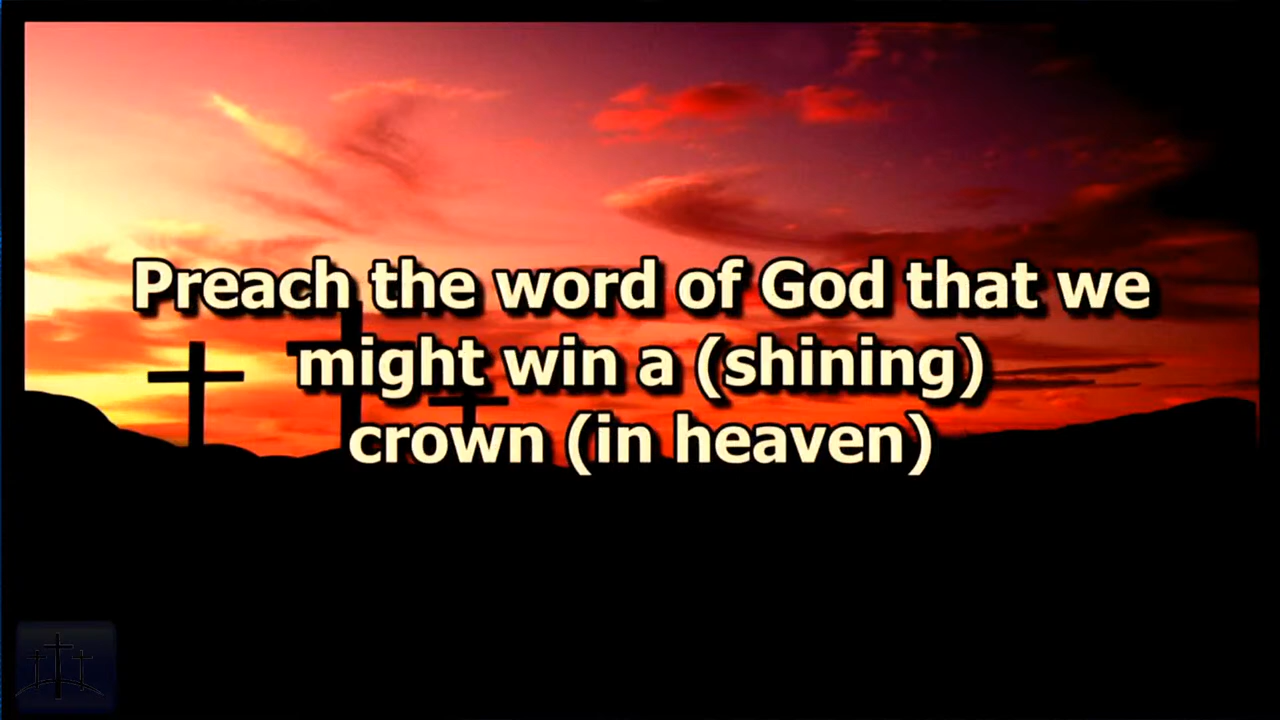 Preach the word of God that we
might win a (shining)
crown (in heaven)